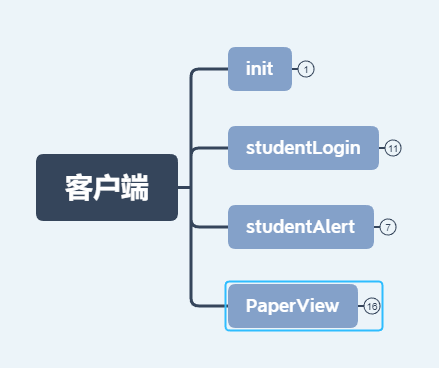 客户端
init
1
studentLogin
11
studentAlert
7
PaperView
16